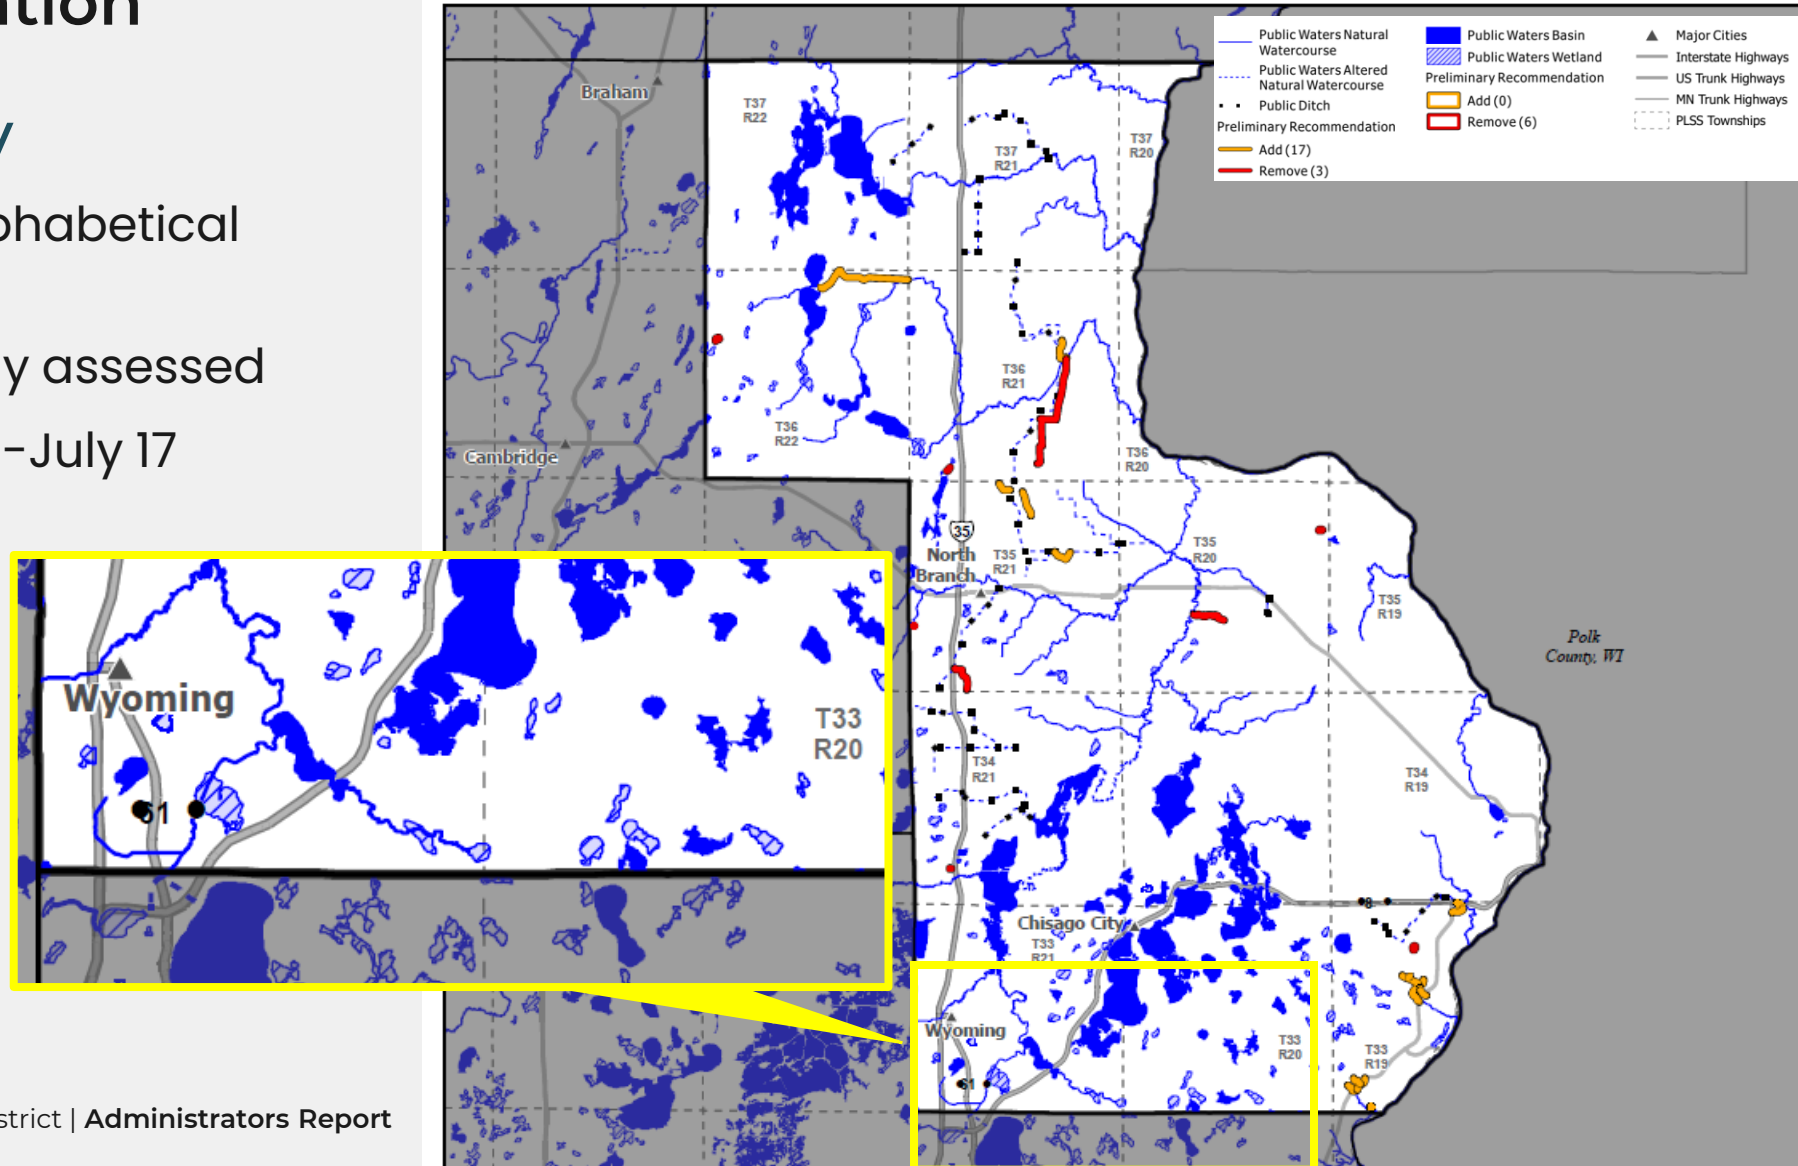 ntion
y
phabetical
y assessed
-July 17
strict | Administrators Report
Public Waters Natural
Watercourse
Public Waters Altered
Natural Watercourse
Public Ditch
Preliminary Recommendation
Add (17)
Remove (3)
Public Waters Basin
Public Waters Wetland
Preliminary Recommendation
Add (0)
Remove (6)
Major Cities
Interstate Highways
US Trunk Highways
MN Trunk Highways
PLSS Townships
Braham
T37
R22
T37
R21
T37
R20
T36
R21
T36
R22
T36
R20
Cambridge
35
North
Branch
T35
R21
T35
R20
T35
R19
Polk
County, WI
T34
R21
T34
R19
8
Chisago City
T33
R21
Wyoming
61
T33
R20
T33
R19
Wyoming
61
T33
R20